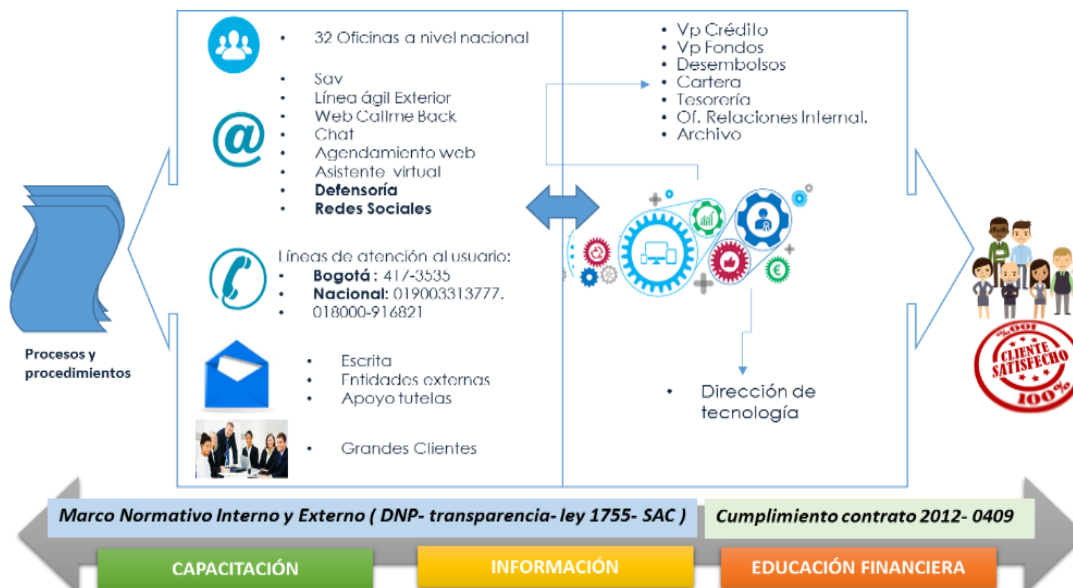 32 Oficinas a nivel nacional
Sav
Línea ágil Exterior
Web Callme Back
Chat
Agendamiento web
Asistente virtual
Defensoría
Redes Sociales
Líneas de atención al usuario:
Bogotá : 417-3535
Nacional: 019003313777.
018000-916821
Escrita
Entidades externas
Apoyo tutelas
Grandes Clientes
Vp Crédito
Vp Fondos
Desembolsos
Cartera
Tesorería
Of. Relaciones Internal.
Archivo
Dirección de
tecnología
Procesos y
procedimientos
100%
CLIENTE
SATISFECHO
100%
Marco Normativo Interno y Externo ( DNP- transparencia- ley 1755- SAC )
Cumplimiento contrato 2012- 0409
CAPACITACIÓN
INFORMACIÓN
EDUCACIÓN FINANCIERA